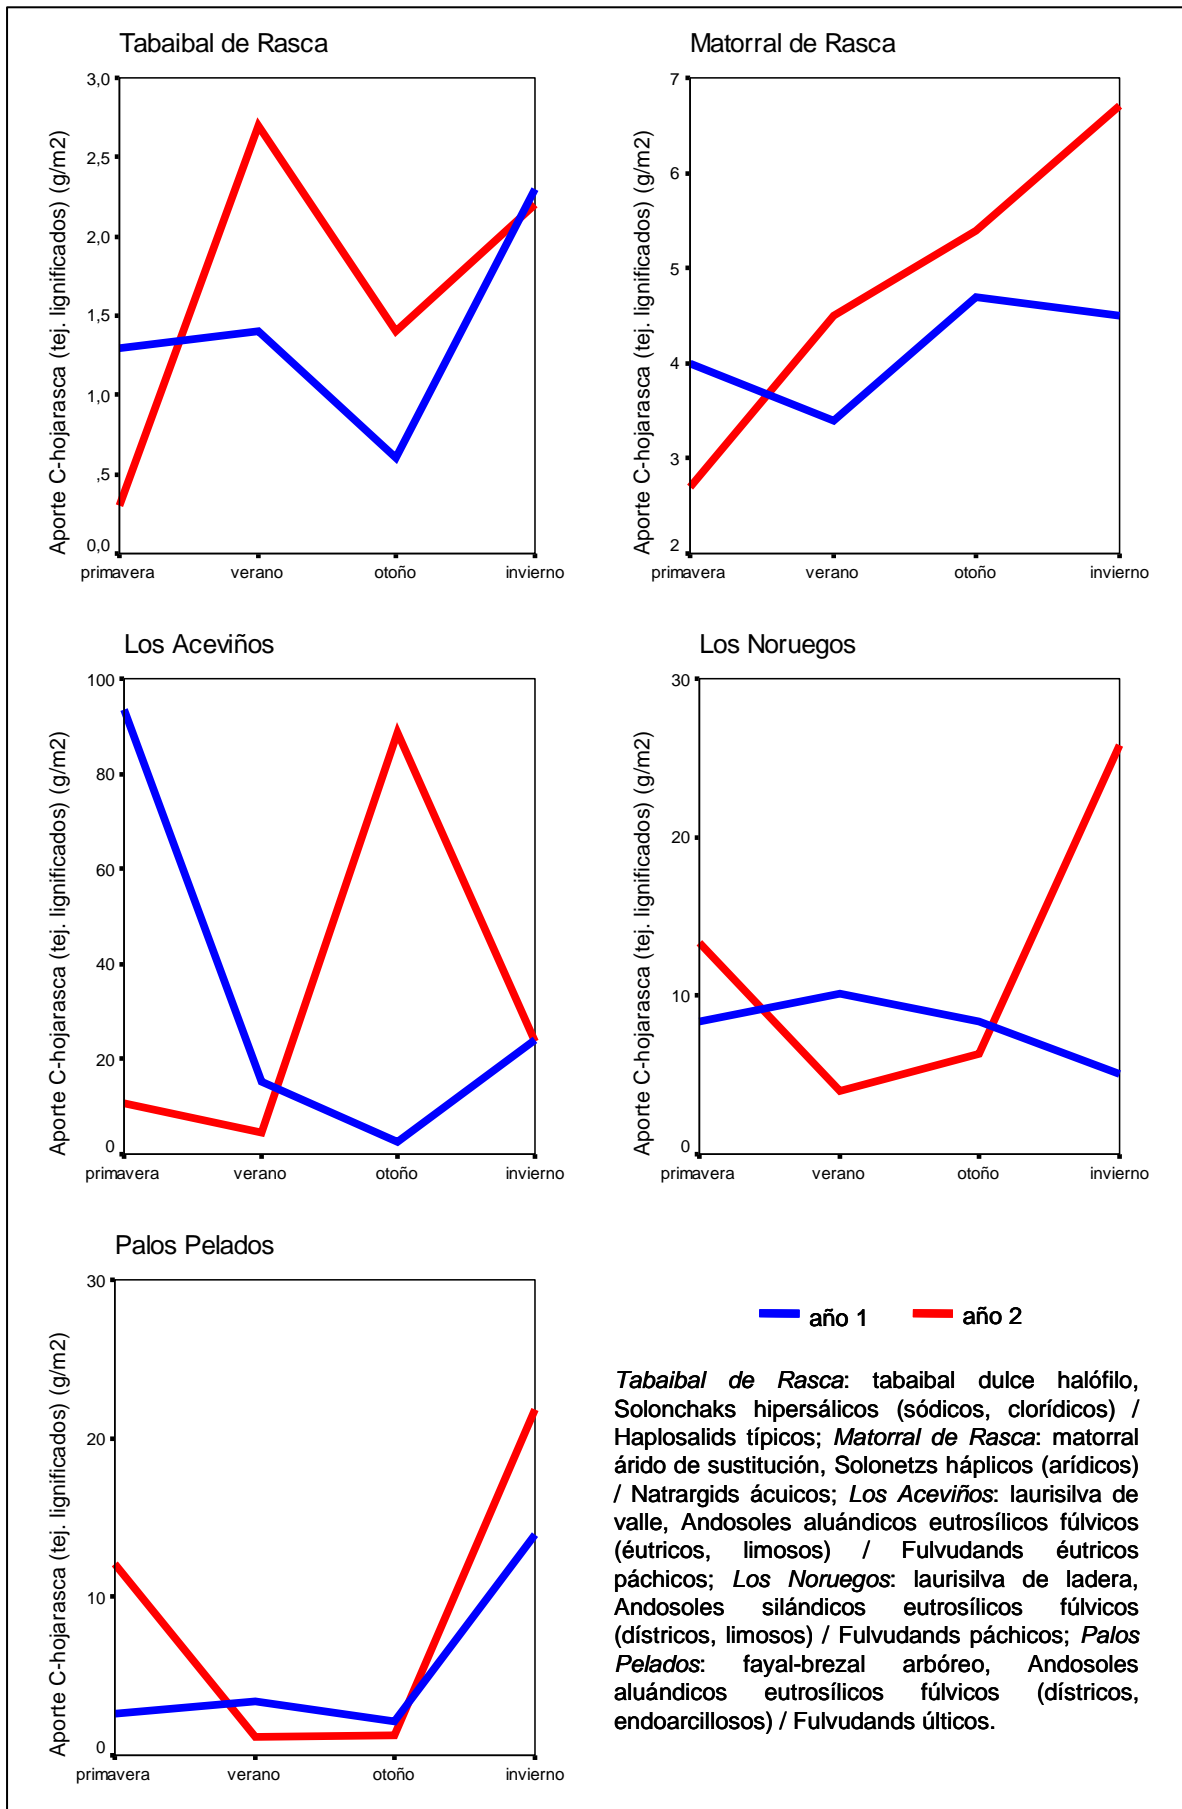 Tabaibal de Rasca
Aporte C-hojarasca (tej. lignificados) (g/m2)
3,0
2,5
2,0
1,5
1,0
,5
0,0
primavera verano otoño invierno
Matorral de Rasca
Aporte C-hojarasca (tej. lignificados) (g/m2)
7
6
5
4
3
2
primavera verano otoño invierno
Los Aceviños
Aporte C-hojarasca (tej. lignificados) (g/m2)
100
80
60
40
20
0
primavera verano otoño invierno
Los Noruegos
Aporte C-hojarasca (tej. lignificados) (g/m2)
30
20
10
0
primavera verano otoño invierno
Palos Pelados
Aporte C-hojarasca (tej. lignificados) (g/m2)
30
20
10
0
primavera verano otoño invierno
año 1 año 2
Tabaibal de Rasca: tabaibal dulce halófilo,
Solonchaks hipersálicos (sódicos, clorídicos) /
Haplosalids típicos; Matorral de Rasca: matorral
árido de sustitución, Solonetzs háplicos (arídicos)
/ Natrargids ácuicos; Los Aceviños: laurisilva de
valle, Andosoles aluándicos eutrosílicos fúlvicos
(éutricos, limosos) / Fulvudands éutricos
páchicos; Los Noruegos: laurisilva de ladera,
Andosoles silándicos eutrosílicos fúlvicos
(dístricos, limosos) / Fulvudands páchicos; Palos
Pelados: fayal-brezal arbóreo, Andosoles
aluándicos eutrosílicos fúlvicos (dístricos,
endoarcillosos) / Fulvudands últicos.